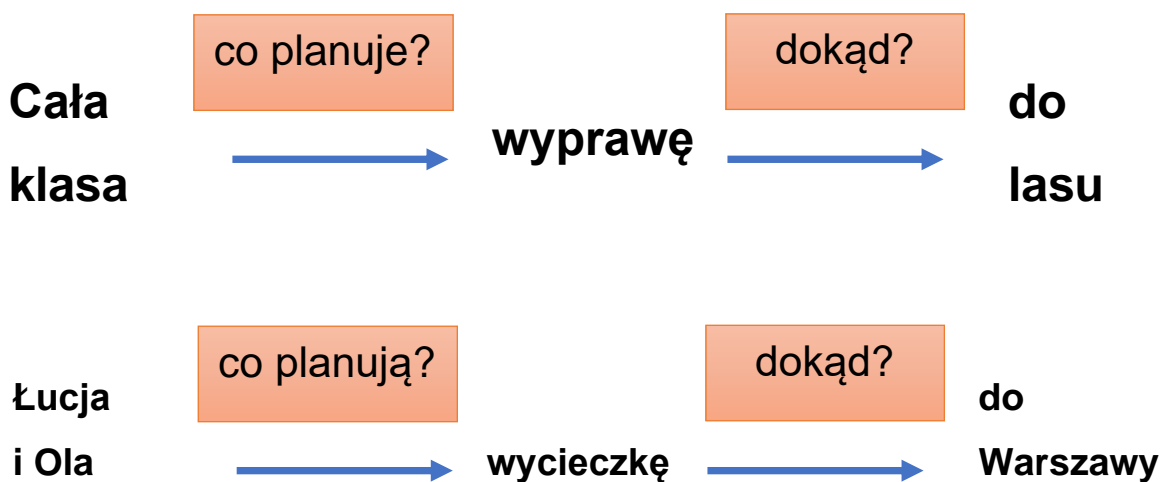 co planuje?
dokąd?
Cała
klasa
wyprawę
do
lasu
co planują?
dokąd?
Łucja
i Ola
wycieczkę
do
Warszawy